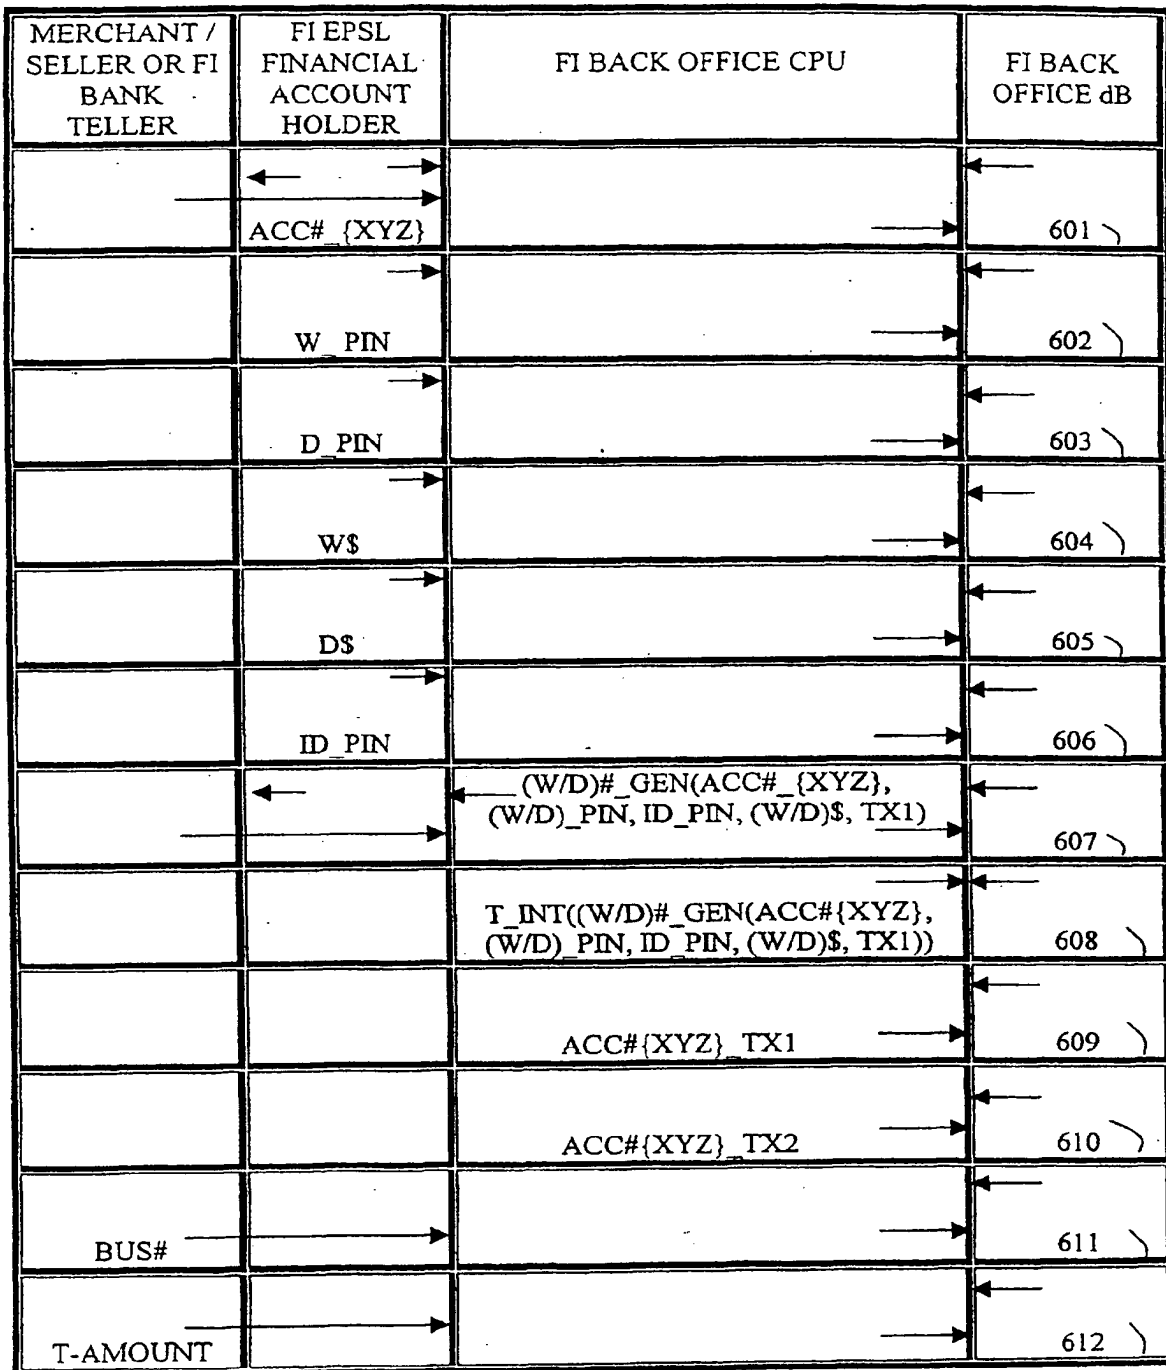 MERCHANT /
SELLER OR FI
BANK
TELLER
FI EPSL
FINANCIAL
ACCOUNT
HOLDER
FI BACK OFFICE CPU
FI BACK
OFFICE dB
ACC#_{XYZ}
601
W_PIN
602
D_PIN
603
W$
604
D$
605
ID_PIN
606
(W/D)#_GEN(ACC#_{XYZ},
(W/D)_PIN, ID_PIN, (W/D)$, TX1)
607
T_INT((W/D)#_GEN(ACC#{XYZ},
(W/D)_PIN, ID_PIN, (W/D)$, TX1))
608
ACC#{XYZ}_TX1
609
ACC#{XYZ}_TX2
610
BUS#
611
T-AMOUNT
612